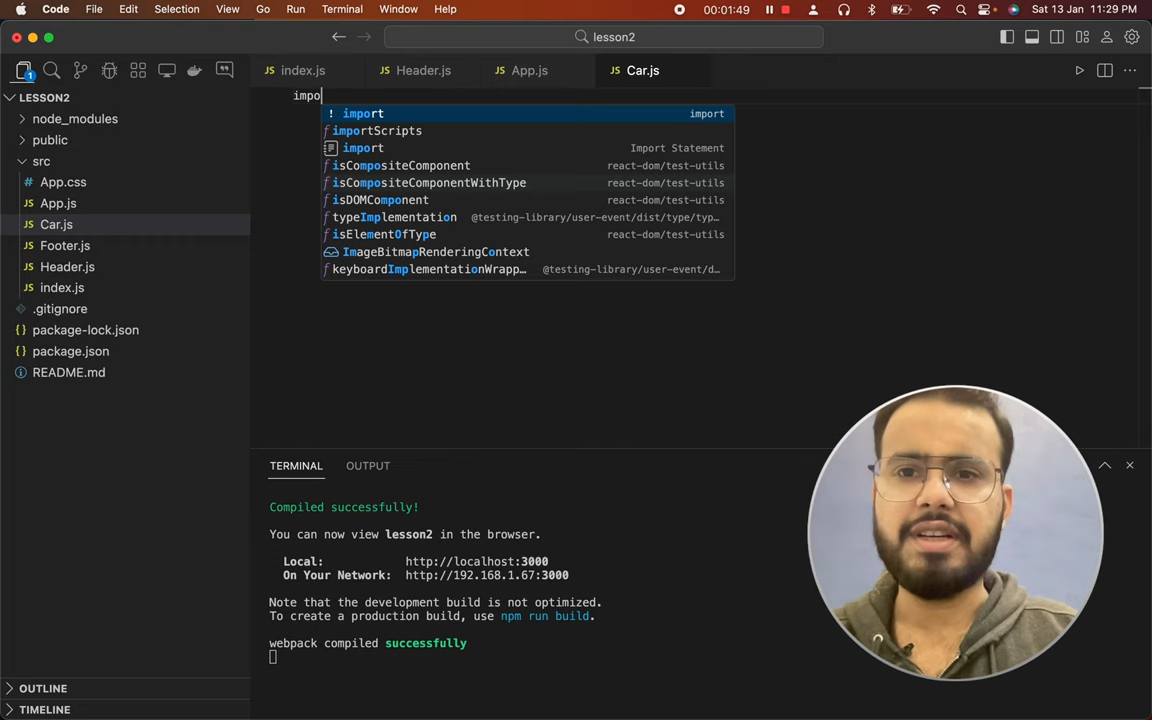 Code File Edit Selection View Go Run Terminal Window Help 00:01:49 Sat 13 Jan 11:29 PM
lesson2
1
index.js Header.js App.js Car.js
LESSON2
node_modules
public
src
App.css
App.js
Car.js
Footer.js
Header.js
index.js
.gitignore
package-lock.json
package.json
README.md
OUTLINE
TIMELINE
impo
import import
importScripts
import Import Statement
isCompositeComponent react-dom/test-utils
isCompositeComponentWithType react-dom/test-utils
isDOMComponent react-dom/test-utils
typeImplementation @testing-library/user-event/dist/type/typ…
isElementOfType react-dom/test-utils
ImageBitmapRenderingContext
keyboardImplementationWrapp… @testing-library/user-event/d…
TERMINAL OUTPUT
Compiled successfully!
You can now view lesson2 in the browser.
Local: http://localhost:3000
On Your Network: http://192.168.1.67:3000
Note that the development build is not optimized.
To create a production build, use npm run build.
webpack compiled successfully